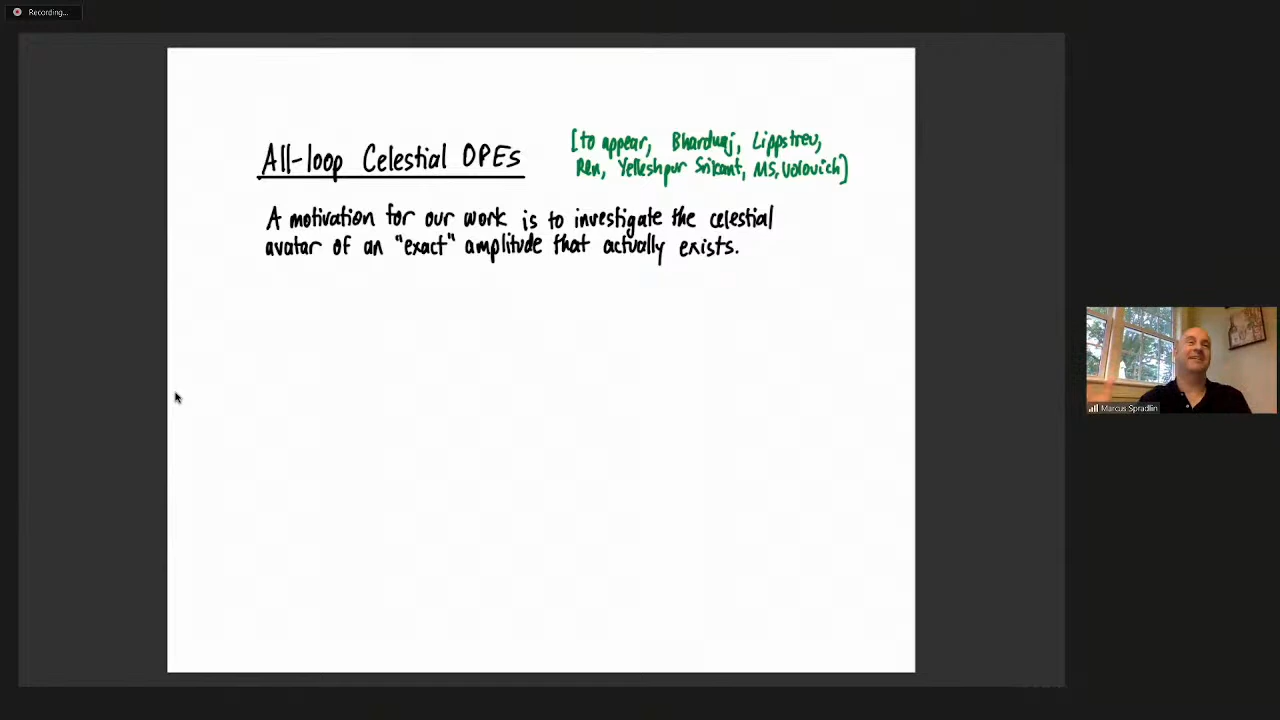 Recording...
All-loop Celestial OPEs
[to appear, Bharduaj, Lippstreu,
Ren, Yelleshpur Srikant, MS, Volovich]
A motivation for our work is to investigate the celestial
avatar of an "exact" amplitude that actually exists.
Marcus Spradlin